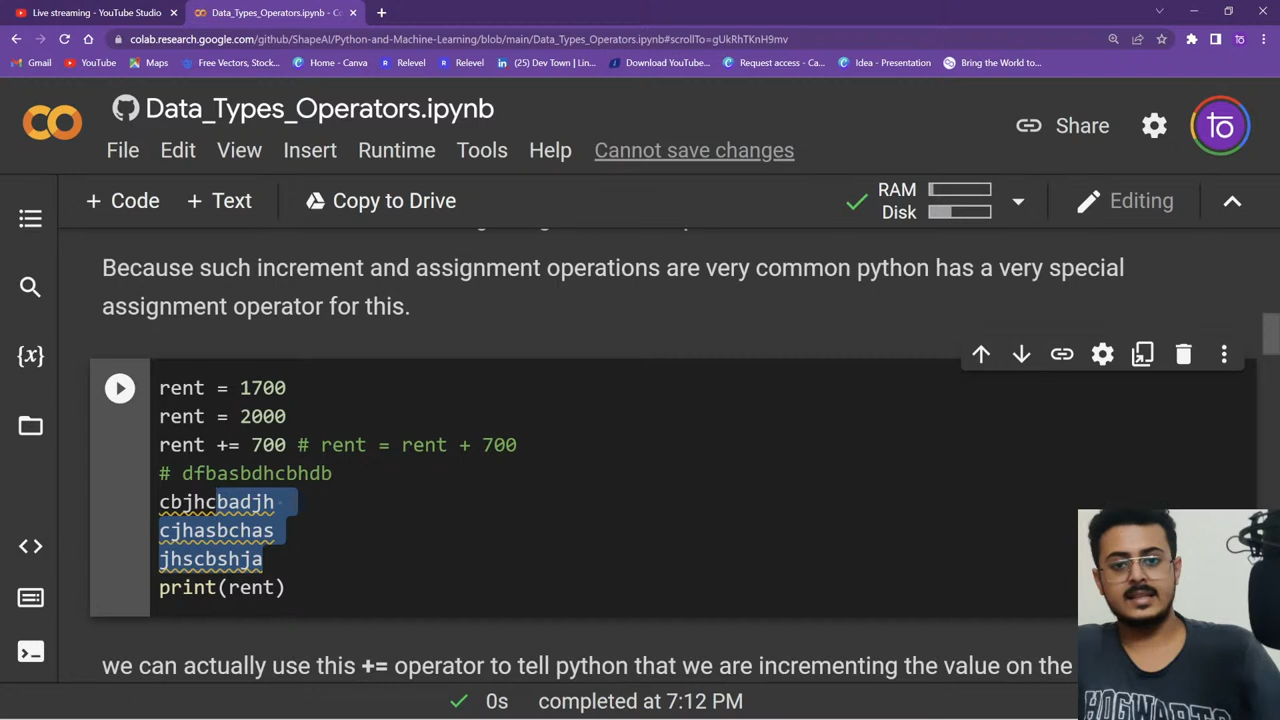 Live streaming - YouTube Studio
Data_Types_Operators.ipynb - Co
colab.research.google.com/github/ShapeAI/Python-and-Machine-Learning/blob/main/Data_Types_Operators.ipynb#scrollTo=gUkRhTKnH9mv
Gmail YouTube Maps Free Vectors, Stock... Home - Canva Relevel Relevel (25) Dev Town | Lin... Download YouTube... Request access - Ca... Idea - Presentation Bring the World to...
Data_Types_Operators.ipynb
Share
to
File Edit View Insert Runtime Tools Help Cannot save changes
+ Code + Text Copy to Drive
RAM
Disk
Editing
Because such increment and assignment operations are very common python has a very special
assignment operator for this.
{x}
rent = 1700
rent = 2000
rent += 700 # rent = rent + 700
# dfbasbdhcbhdb
cbjhcbadjh
cjhasbchas
jhscbshja
print(rent)
we can actually use this += operator to tell python that we are incrementing the value on the
0s completed at 7:12 PM
HOGWARTS